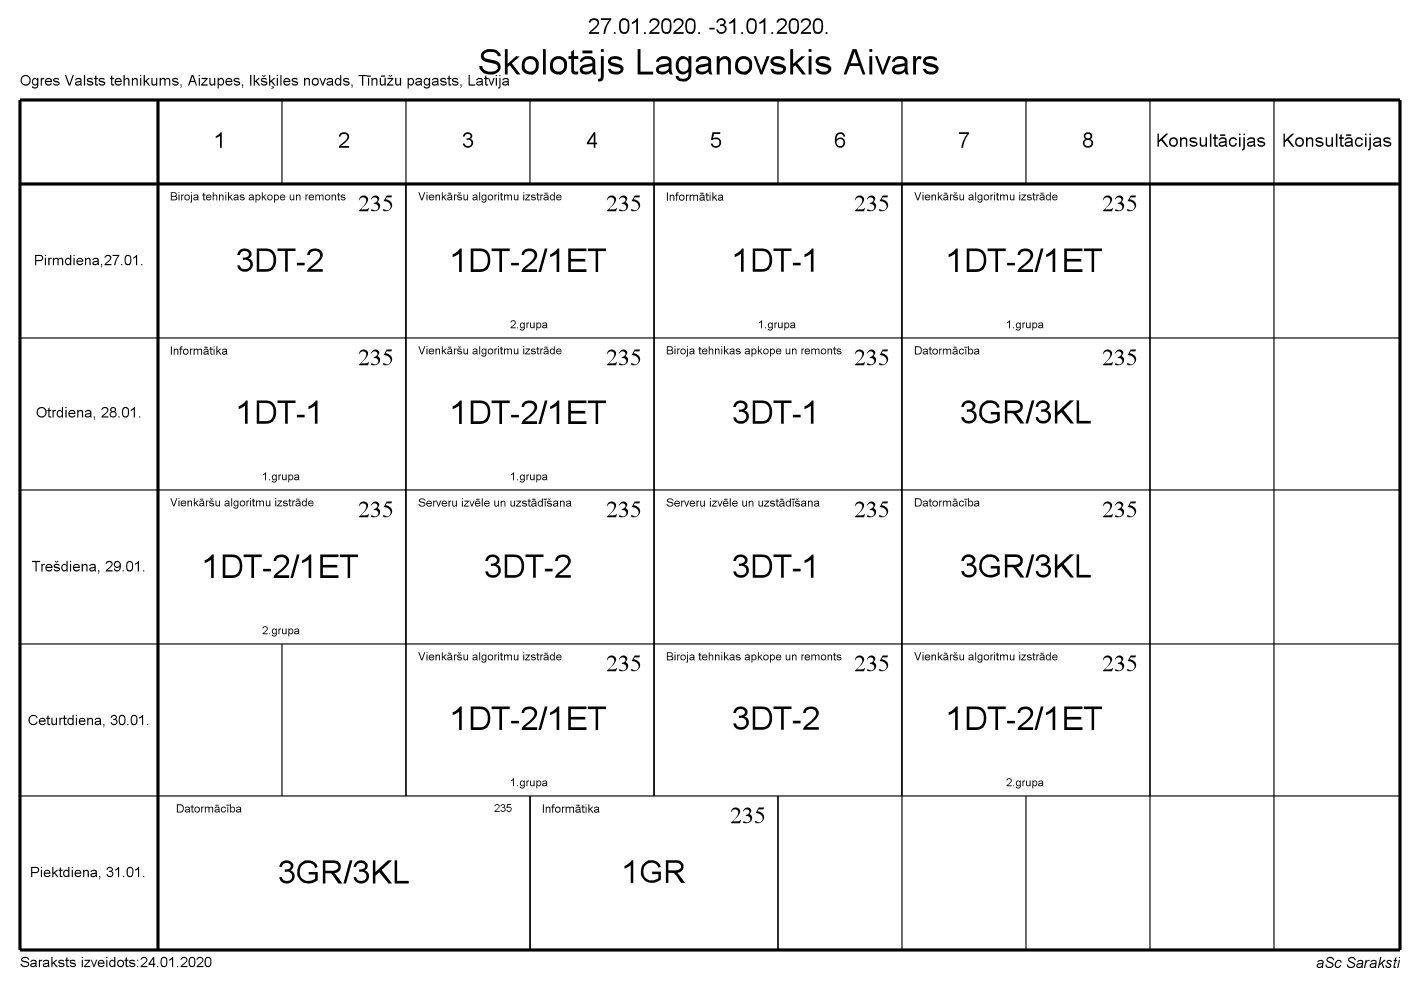 27.01.2020. -31.01.2020.
Skolotājs Laganovskis Aivars
Ogres Valsts tehnikums, Aizupes, Ikšķiles novads, Tīnūžu pagasts, Latvija
1 2 3 4 5 6 7 8 Konsultācijas Konsultācijas
Pirmdiena,27.01.
Biroja tehnikas apkope un remonts 235
3DT-2
Vienkāršu algoritmu izstrāde 235
1DT-2/1ET
2.grupa
Informātika 235
1DT-1
1.grupa
Vienkāršu algoritmu izstrāde 235
1DT-2/1ET
1.grupa
Otrdiena, 28.01.
Informātika 235
1DT-1
1.grupa
Vienkāršu algoritmu izstrāde 235
1DT-2/1ET
1.grupa
Biroja tehnikas apkope un remonts 235
3DT-1
Datormācība 235
3GR/3KL
Trešdiena, 29.01.
Vienkāršu algoritmu izstrāde 235
1DT-2/1ET
2.grupa
Serveru izvēle un uzstādīšana 235
3DT-2
Serveru izvēle un uzstādīšana 235
3DT-1
Datormācība 235
3GR/3KL
Ceturtdiena, 30.01.
Vienkāršu algoritmu izstrāde 235
1DT-2/1ET
1.grupa
Biroja tehnikas apkope un remonts 235
3DT-2
Vienkāršu algoritmu izstrāde 235
1DT-2/1ET
2.grupa
Piektdiena, 31.01.
Datormācība 235
3GR/3KL
Informātika 235
1GR
Saraksts izveidots:24.01.2020
aSc Saraksti